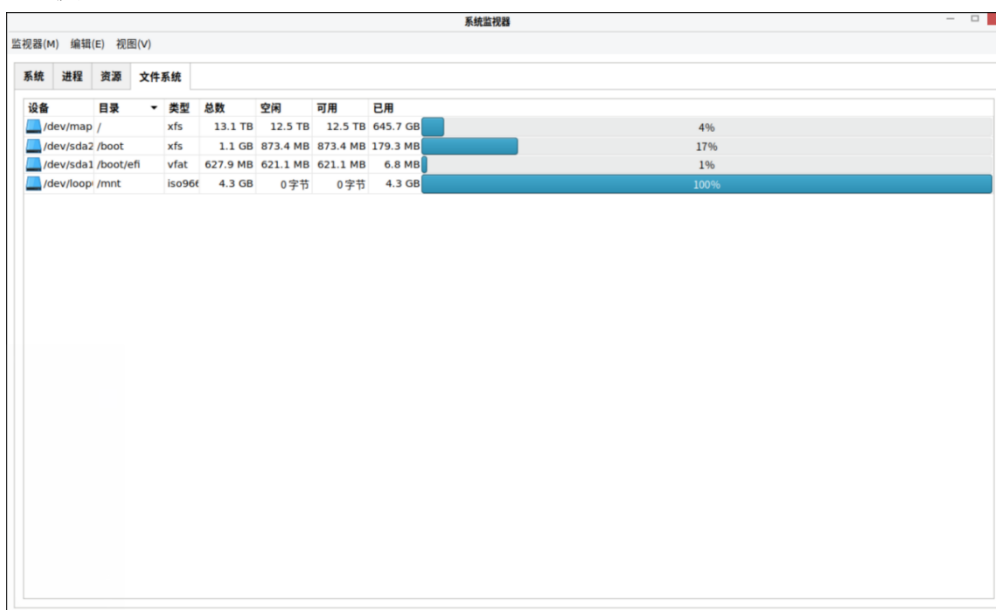 系统监视器
监视器(M) 编辑(E) 视图(V)
系统 进程 资源 文件系统
设备 目录 类型 总数 空闲 可用 已用
/dev/map / xfs 13.1 TB 12.5 TB 12.5 TB 645.7 GB 4%
/dev/sda2 /boot xfs 1.1 GB 873.4 MB 873.4 MB 179.3 MB 17%
/dev/sda1 /boot/efi vfat 627.9 MB 621.1 MB 621.1 MB 6.8 MB 1%
/dev/loop /mnt iso966 4.3 GB 0字节 0字节 4.3 GB 100%